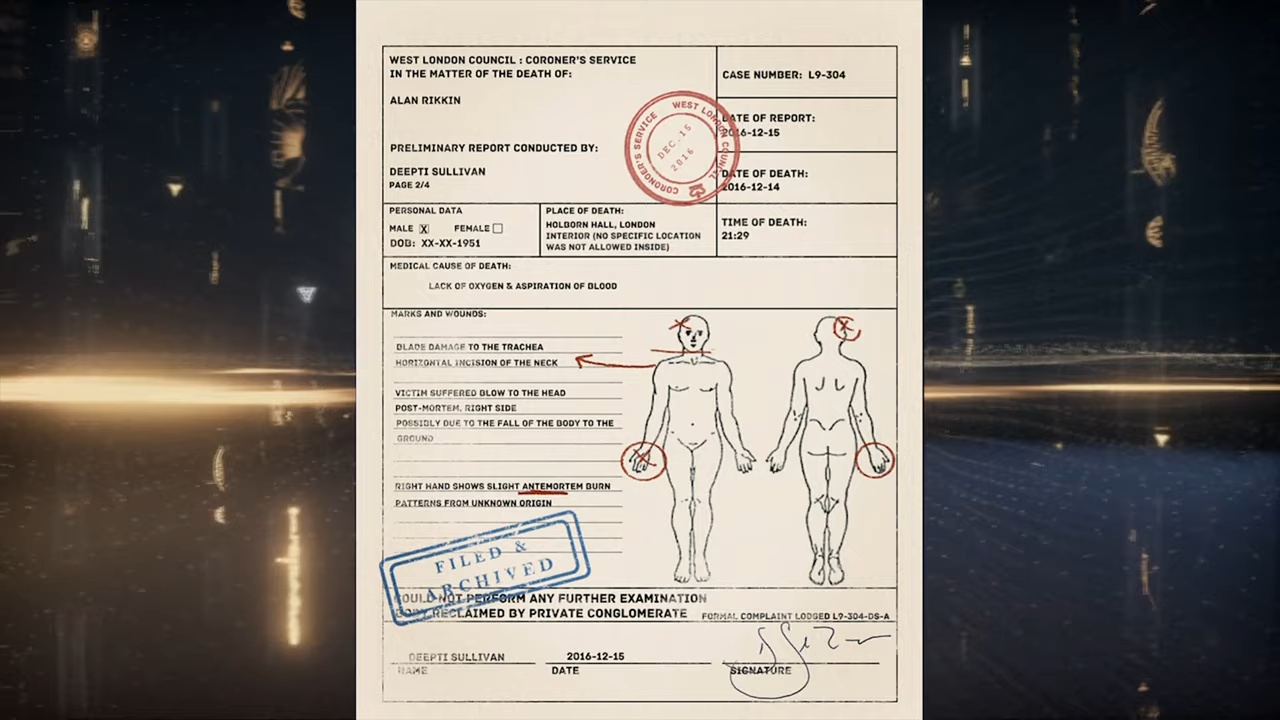 WEST LONDON COUNCIL : CORONER'S SERVICE
IN THE MATTER OF THE DEATH OF:
ALAN RIKKIN
PRELIMINARY REPORT CONDUCTED BY:
DEEPTI SULLIVAN
PAGE 2/4
CASE NUMBER: L9-304
DATE OF REPORT:
2016-12-15
DATE OF DEATH:
2016-12-14
TIME OF DEATH:
21:29
CORONER'S SERVICE WEST LONDON COUNCIL
DEC. 15
2016
PERSONAL DATA
MALE X FEMALE
DOB: XX-XX-1951
PLACE OF DEATH:
HOLBORN HALL, LONDON
INTERIOR (NO SPECIFIC LOCATION
WAS NOT ALLOWED INSIDE)
MEDICAL CAUSE OF DEATH:
LACK OF OXYGEN & ASPIRATION OF BLOOD
MARKS AND WOUNDS:
BLADE DAMAGE TO THE TRACHEA
HORIZONTAL INCISION OF THE NECK
VICTIM SUFFERED BLOW TO THE HEAD
POST-MORTEM, RIGHT SIDE
POSSIBLY DUE TO THE FALL OF THE BODY TO THE
GROUND
RIGHT HAND SHOWS SLIGHT ANTEMORTEM BURN
PATTERNS FROM UNKNOWN ORIGIN
FILED &
ARCHIVED
COULD NOT PERFORM ANY FURTHER EXAMINATION
BODY RECLAIMED BY PRIVATE CONGLOMERATE
FORMAL COMPLAINT LODGED L9-304-DS-A
DEEPTI SULLIVAN
2016-12-15
NAME
DATE
SIGNATURE